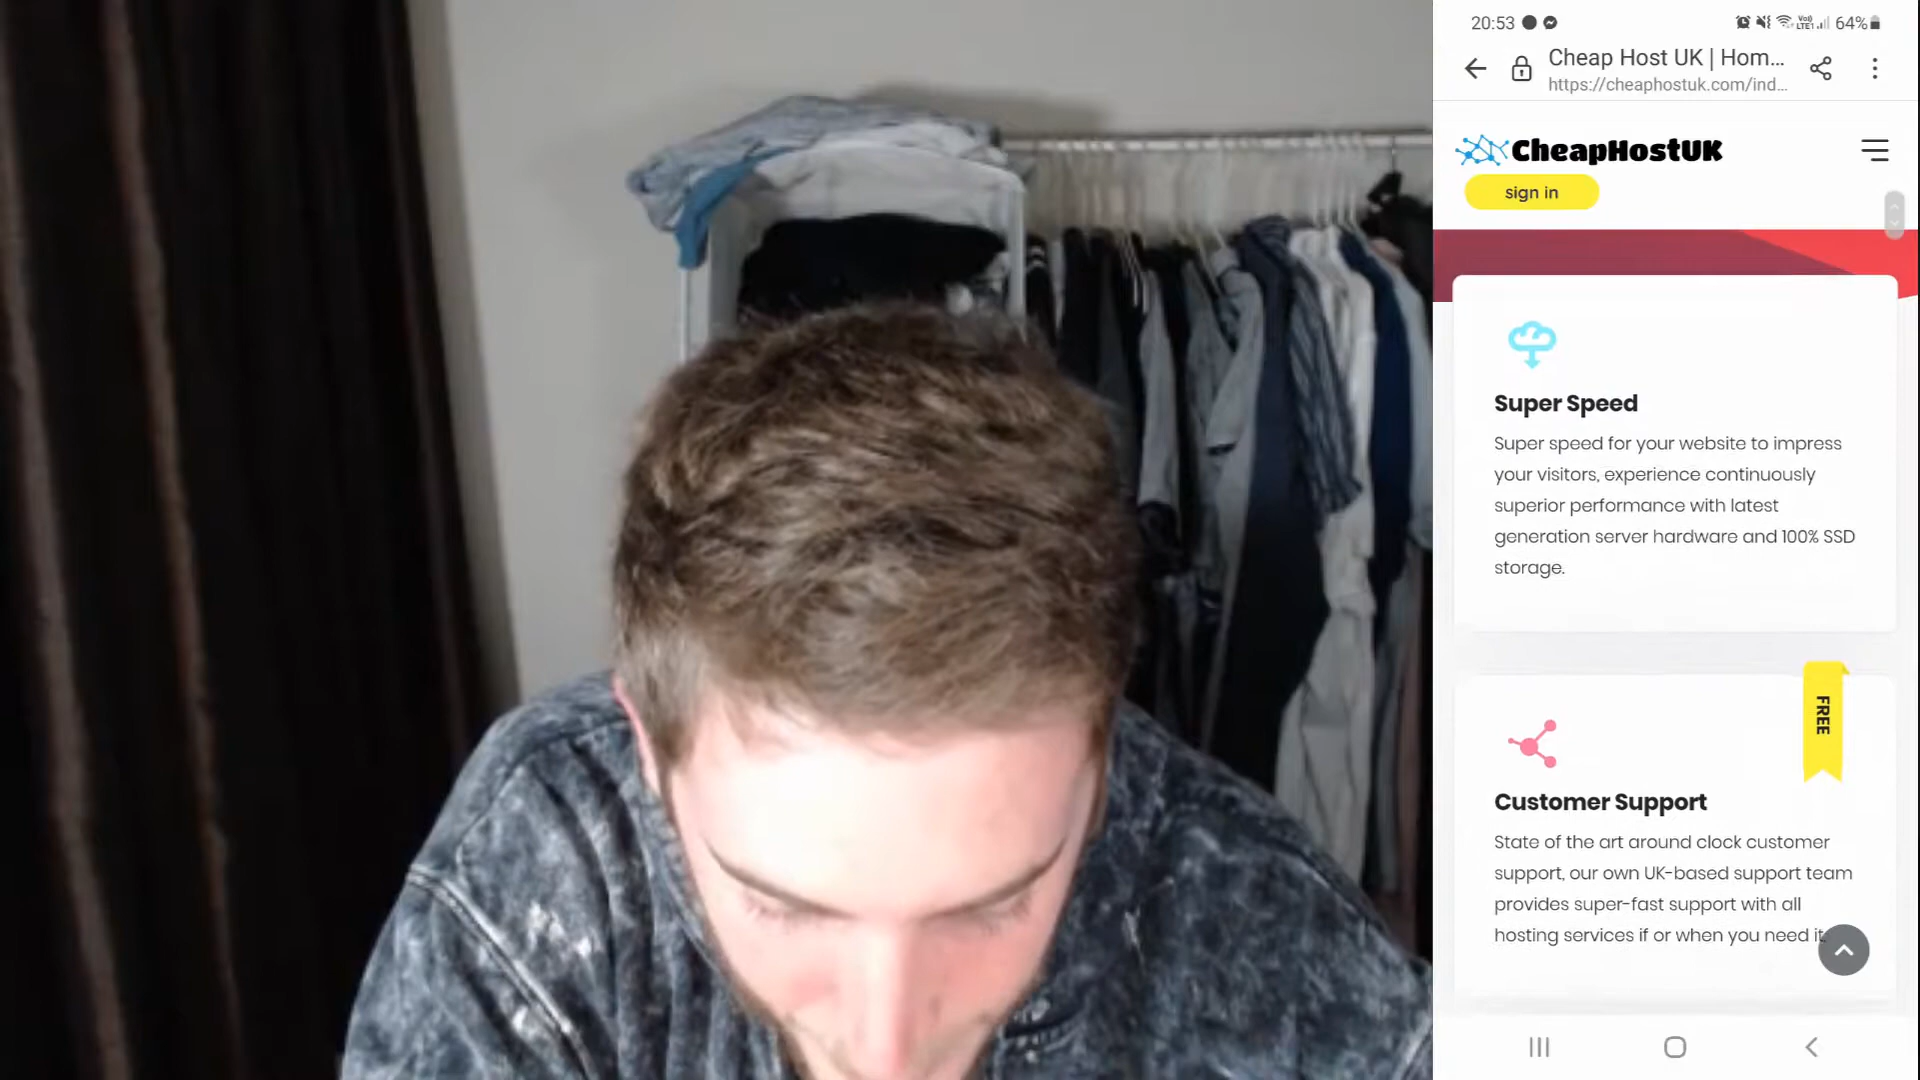 20:53
Vo) LTE1 64%
Cheap Host UK | Hom...
https://cheaphostuk.com/ind...
CheapHostUK
sign in
Super Speed
Super speed for your website to impress
your visitors, experience continuously
superior performance with latest
generation server hardware and 100% SSD
storage.
FREE
Customer Support
State of the art around clock customer
support, our own UK-based support team
provides super-fast support with all
hosting services if or when you need it.